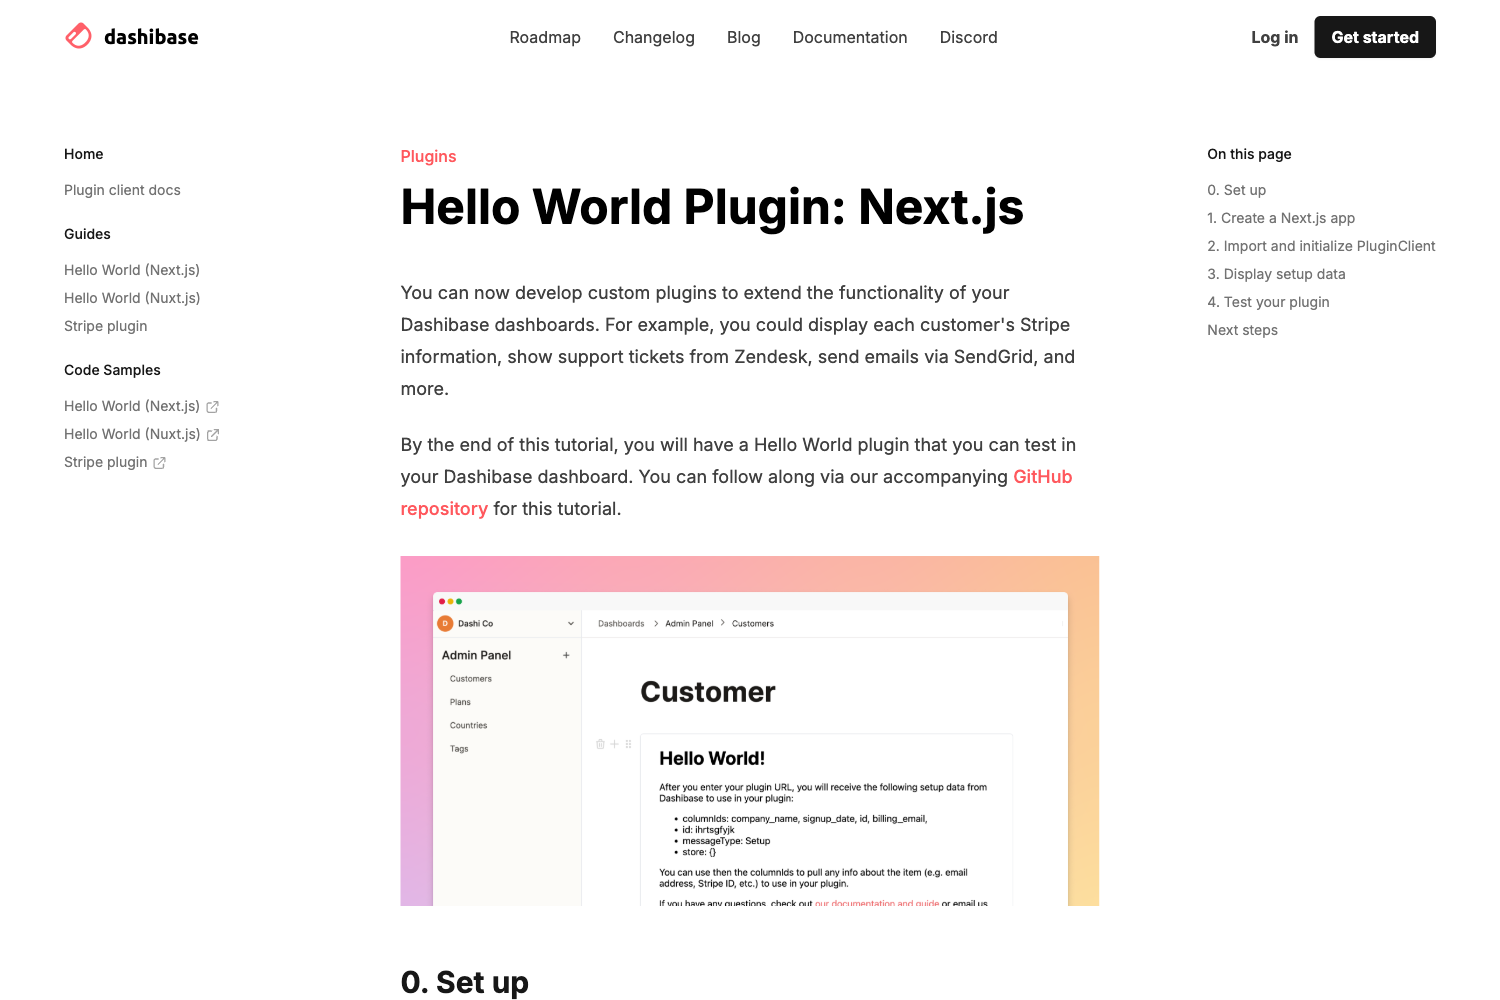 dashibase
Roadmap
Changelog
Blog
Documentation
Discord
Log in
Get started
Home
Plugin client docs
Guides
Hello World (Next.js)
Hello World (Nuxt.js)
Stripe plugin
Code Samples
Hello World (Next.js)
Hello World (Nuxt.js)
Stripe plugin
Plugins
Hello World Plugin: Next.js
You can now develop custom plugins to extend the functionality of your
Dashibase dashboards. For example, you could display each customer's Stripe
information, show support tickets from Zendesk, send emails via SendGrid, and
more.
By the end of this tutorial, you will have a Hello World plugin that you can test in
your Dashibase dashboard. You can follow along via our accompanying GitHub
repository for this tutorial.
D
Dashi Co
Admin Panel
+
Customers
Plans
Countries
Tags
Dashboards > Admin Panel > Customers
Customer
Hello World!
After you enter your plugin URL, you will receive the following setup data from
Dashibase to use in your plugin:
• columnIds: company_name, signup_date, id, billing_email,
• id: ihrtsgfyjk
• messageType: Setup
• store: {}
You can use then the columnIds to pull any info about the item (e.g. email
address, Stripe ID, etc.) to use in your plugin.
If you have any questions, check out our documentation and guide or email us
0. Set up
On this page
0. Set up
1. Create a Next.js app
2. Import and initialize PluginClient
3. Display setup data
4. Test your plugin
Next steps